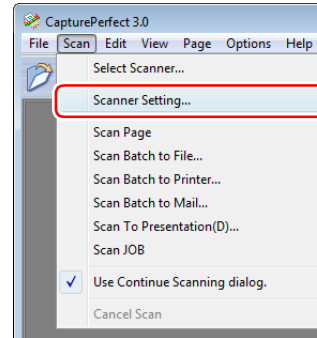 CapturePerfect 3.0
File Scan Edit View Page Options Help
Select Scanner...
Scanner Setting...
Scan Page
Scan Batch to File...
Scan Batch to Printer...
Scan Batch to Mail...
Scan To Presentation(D)...
Scan JOB
Use Continue Scanning dialog.
Cancel Scan